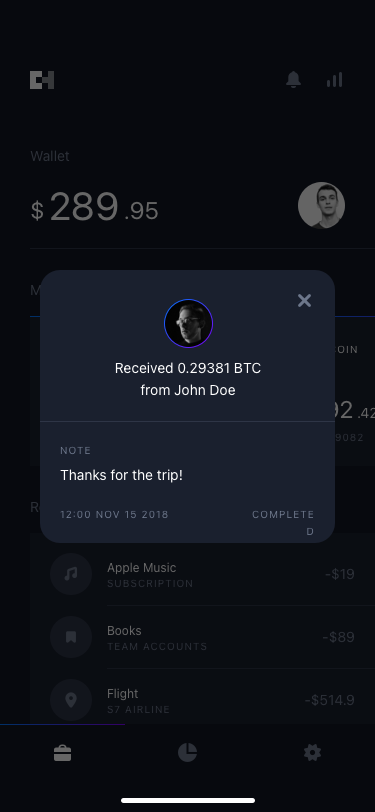 Wallet
$289.95
M
Received 0.29381 BTC
from John Doe
OIN
92.42
9082
NOTE
Thanks for the trip!
12:00 NOV 15 2018
COMPLETE
D
R
Apple Music
SUBSCRIPTION
-$19
Books
TEAM ACCOUNTS
-$89
Flight
S7 AIRLINE
-$514.9